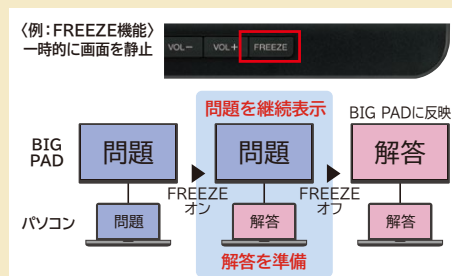 〈例：FREEZE機能〉
一時的に画面を静止
VOL− VOL+ FREEZE
問題を継続表示
BIG PADに反映
BIG PAD
問題 問題 解答
FREEZE オン
FREEZE オフ
パソコン
問題 解答 解答
解答を準備